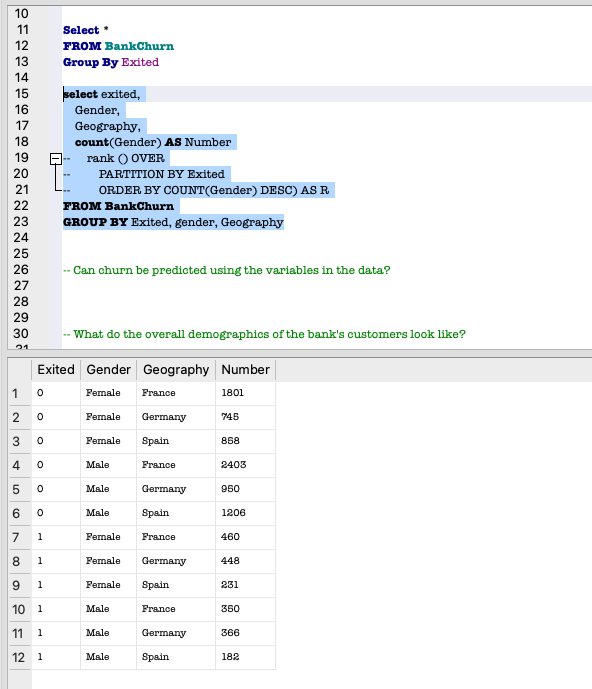 10
11 Select *
12 FROM BankChurn
13 Group By Exited
14
15 select exited,
16 Gender,
17 Geography,
18 count(Gender) AS Number
19 -- rank () OVER
20 -- PARTITION BY Exited
21 -- ORDER BY COUNT(Gender) DESC) AS R
22 FROM BankChurn
23 GROUP BY Exited, gender, Geography
24
25
26 -- Can churn be predicted using the variables in the data?
27
28
29
30 -- What do the overall demographics of the bank's customers look like?
31
Exited Gender Geography Number
1 0 Female France 1801
2 0 Female Germany 745
3 0 Female Spain 858
4 0 Male France 2403
5 0 Male Germany 950
6 0 Male Spain 1206
7 1 Female France 460
8 1 Female Germany 448
9 1 Female Spain 231
10 1 Male France 350
11 1 Male Germany 366
12 1 Male Spain 182